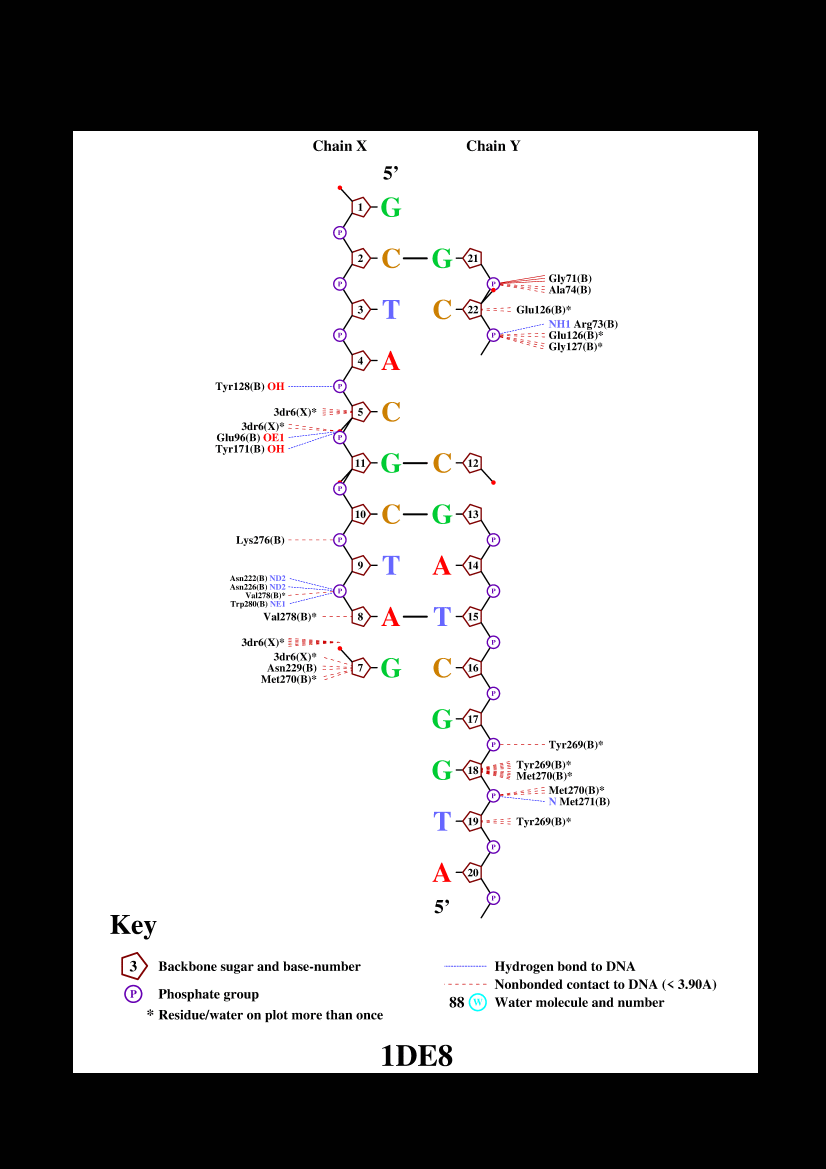 Chain X Chain Y
5’
1 G
P
2 C G 21
P P Gly71(B)
Ala74(B)
3 T C 22 Glu126(B)*
P P NH1 Arg73(B)
Glu126(B)*
Gly127(B)*
4 A
Tyr128(B) OH P
3dr6(X)* 5 C
3dr6(X)*
Glu96(B) OE1 P
Tyr171(B) OH
11 G C 12
P
10 C G 13
Lys276(B) P P
9 T A 14
Asn222(B) ND2
Asn226(B) ND2 P P
Val278(B)*
Trp280(B) NE1
Val278(B)* 8 A T 15
3dr6(X)* P
3dr6(X)*
Asn229(B) 7 G C 16
Met270(B)*
P
G 17
P Tyr269(B)*
G 18 Tyr269(B)*
Met270(B)*
P Met270(B)*
N Met271(B)
T 19 Tyr269(B)*
P
A 20
P
5’
Key
3 Backbone sugar and base-number
P Phosphate group
* Residue/water on plot more than once
Hydrogen bond to DNA
Nonbonded contact to DNA (< 3.90A)
88 W Water molecule and number
1DE8